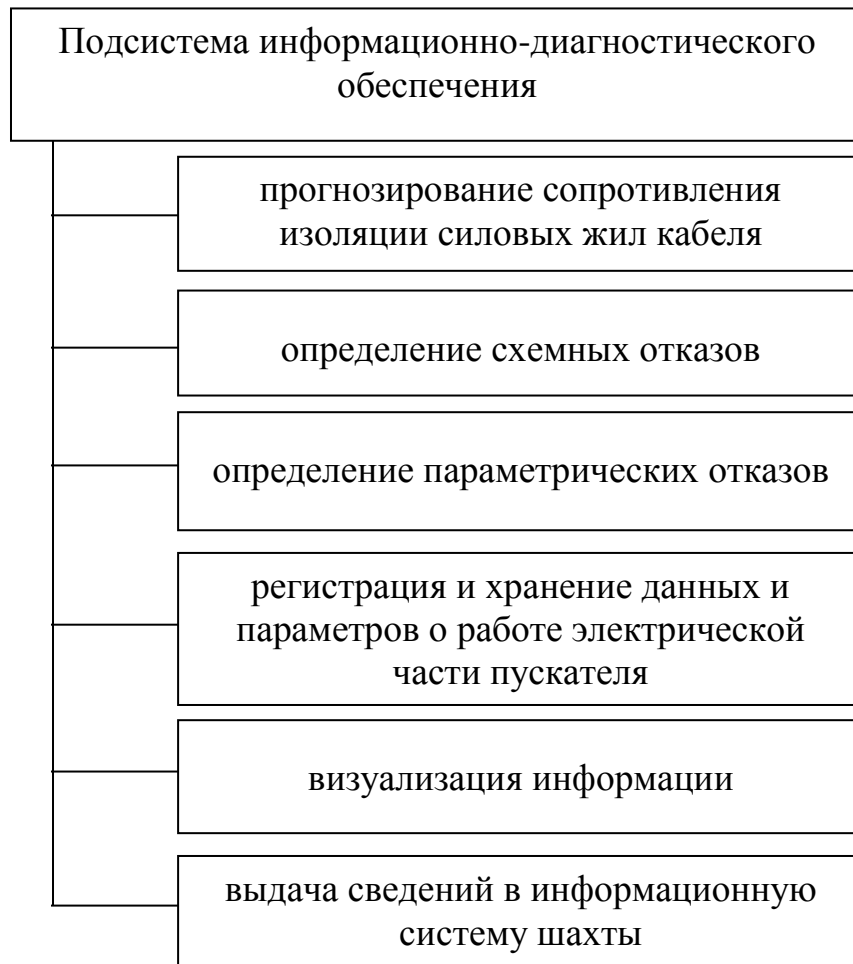 Подсистема информационно-диагностического
обеспечения
прогнозирование сопротивления
изоляции силовых жил кабеля
определение схемных отказов
определение параметрических отказов
регистрация и хранение данных и
параметров о работе электрической
части пускателя
визуализация информации
выдача сведений в информационную
систему шахты